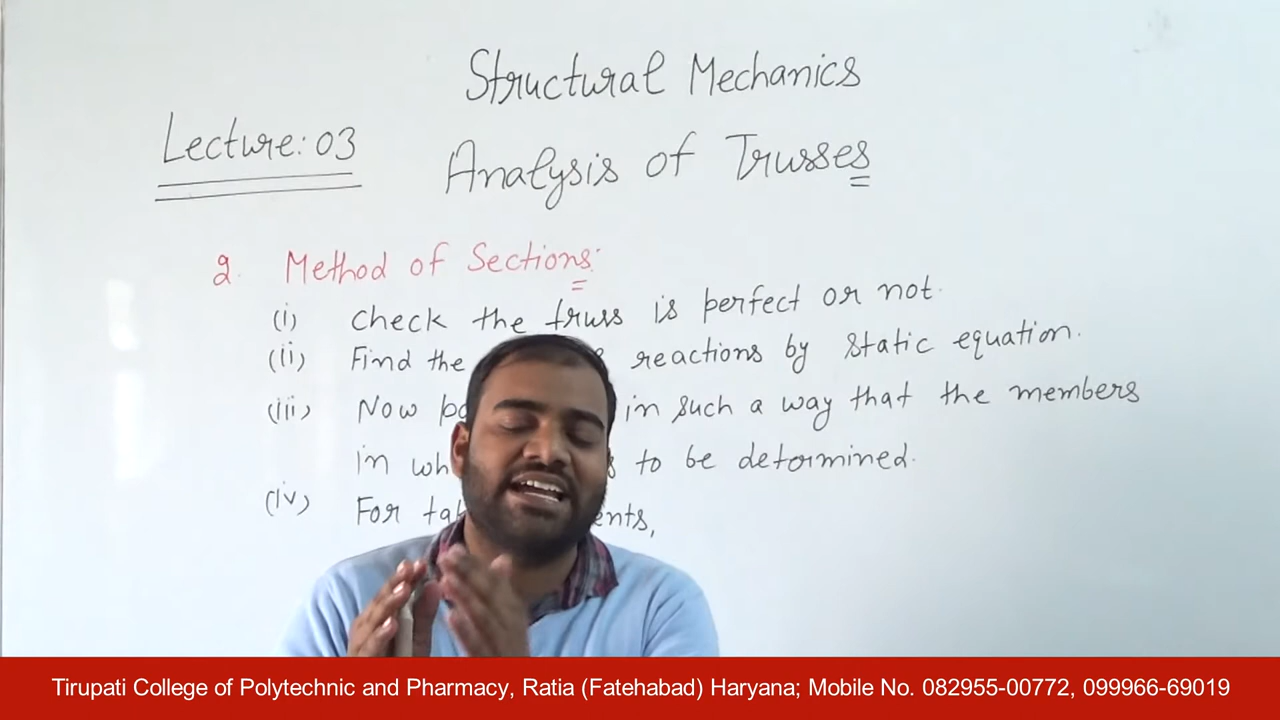 Structural Mechanics
Lecture: 03
Analysis of Trusses
2. Method of Sections:
(i) Check the truss is perfect or not.
(ii) Find the reactions by static equation.
(iii) Now in such a way that the members
in to be determined.
(iv) For
Tirupati College of Polytechnic and Pharmacy, Ratia (Fatehabad) Haryana; Mobile No. 082955-00772, 099966-69019